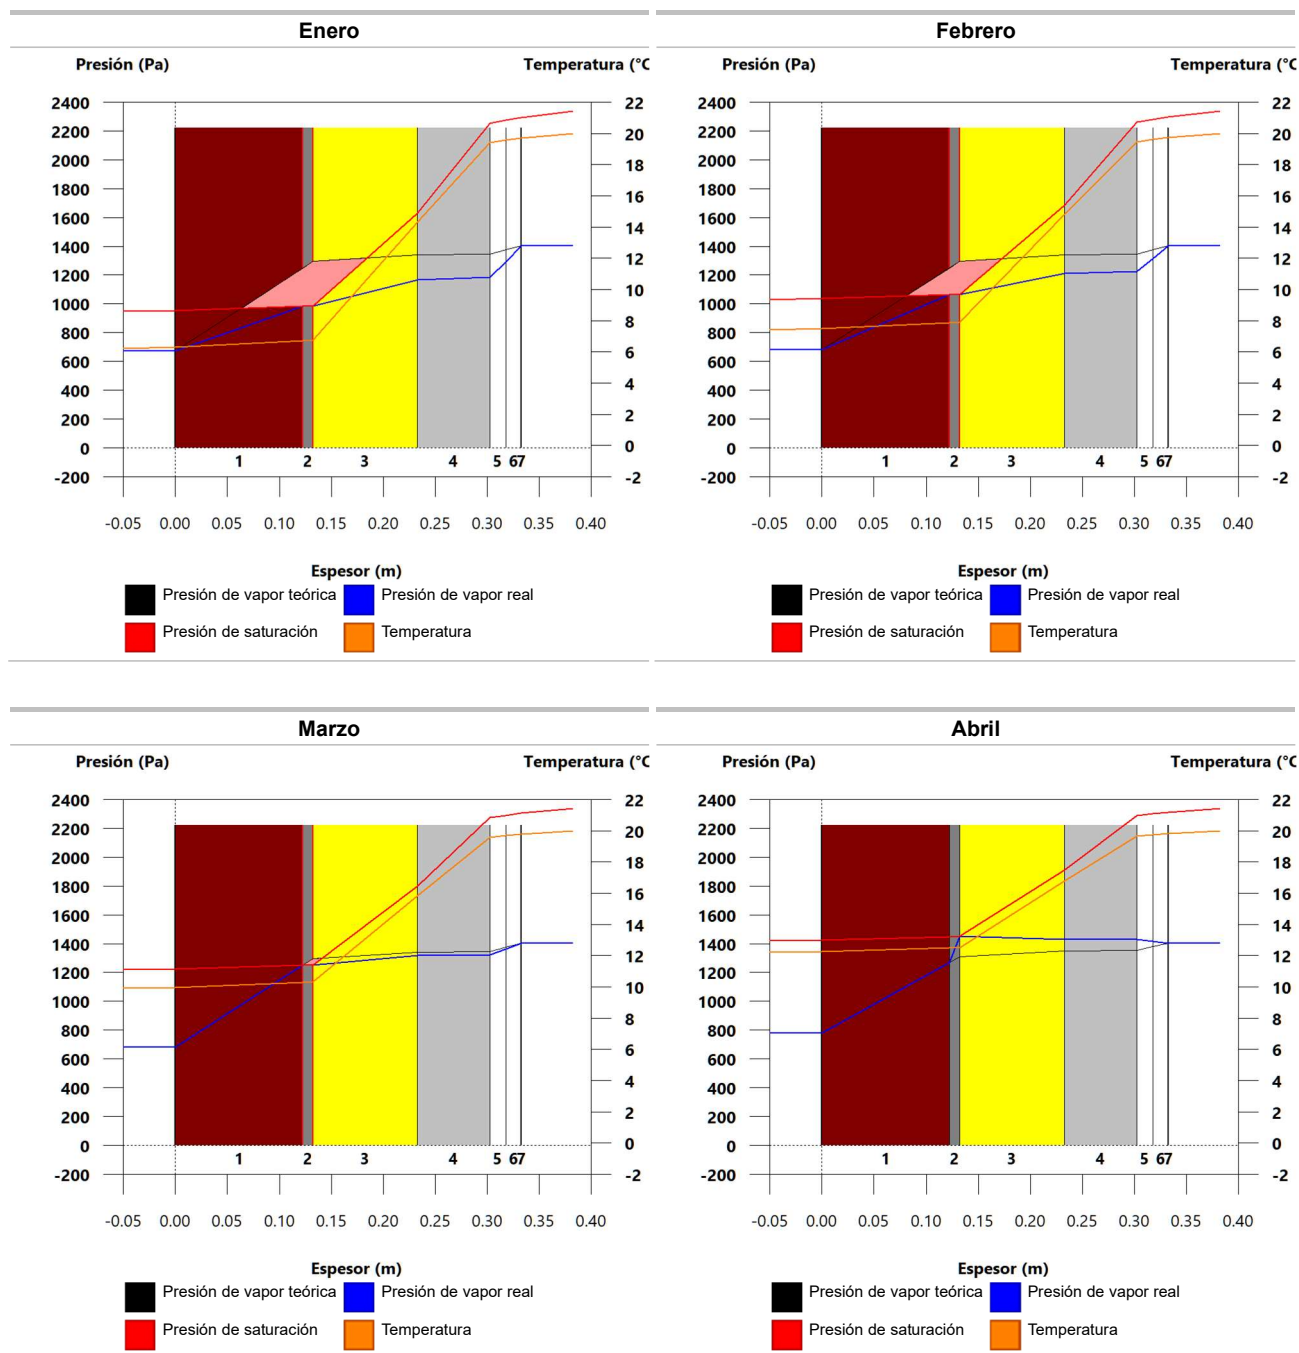 Enero
Febrero
Presión (Pa)
Temperatura (°C
Presión (Pa)
Temperatura (°C
2400
2200
2000
1800
1600
1400
1200
1000
800
600
400
200
0
-200
22
20
18
16
14
12
10
8
6
4
2
0
-2
1 2 3 4 5 67
-0.05 0.00 0.05 0.10 0.15 0.20 0.25 0.30 0.35 0.40
Espesor (m)
Presión de vapor teórica
Presión de vapor real
Presión de saturación
Temperatura
2400
2200
2000
1800
1600
1400
1200
1000
800
600
400
200
0
-200
22
20
18
16
14
12
10
8
6
4
2
0
-2
1 2 3 4 5 67
-0.05 0.00 0.05 0.10 0.15 0.20 0.25 0.30 0.35 0.40
Espesor (m)
Presión de vapor teórica
Presión de vapor real
Presión de saturación
Temperatura
Marzo
Abril
Presión (Pa)
Temperatura (°C
Presión (Pa)
Temperatura (°C
2400
2200
2000
1800
1600
1400
1200
1000
800
600
400
200
0
-200
22
20
18
16
14
12
10
8
6
4
2
0
-2
1 2 3 4 5 67
-0.05 0.00 0.05 0.10 0.15 0.20 0.25 0.30 0.35 0.40
Espesor (m)
Presión de vapor teórica
Presión de vapor real
Presión de saturación
Temperatura
2400
2200
2000
1800
1600
1400
1200
1000
800
600
400
200
0
-200
22
20
18
16
14
12
10
8
6
4
2
0
-2
1 2 3 4 5 67
-0.05 0.00 0.05 0.10 0.15 0.20 0.25 0.30 0.35 0.40
Espesor (m)
Presión de vapor teórica
Presión de vapor real
Presión de saturación
Temperatura